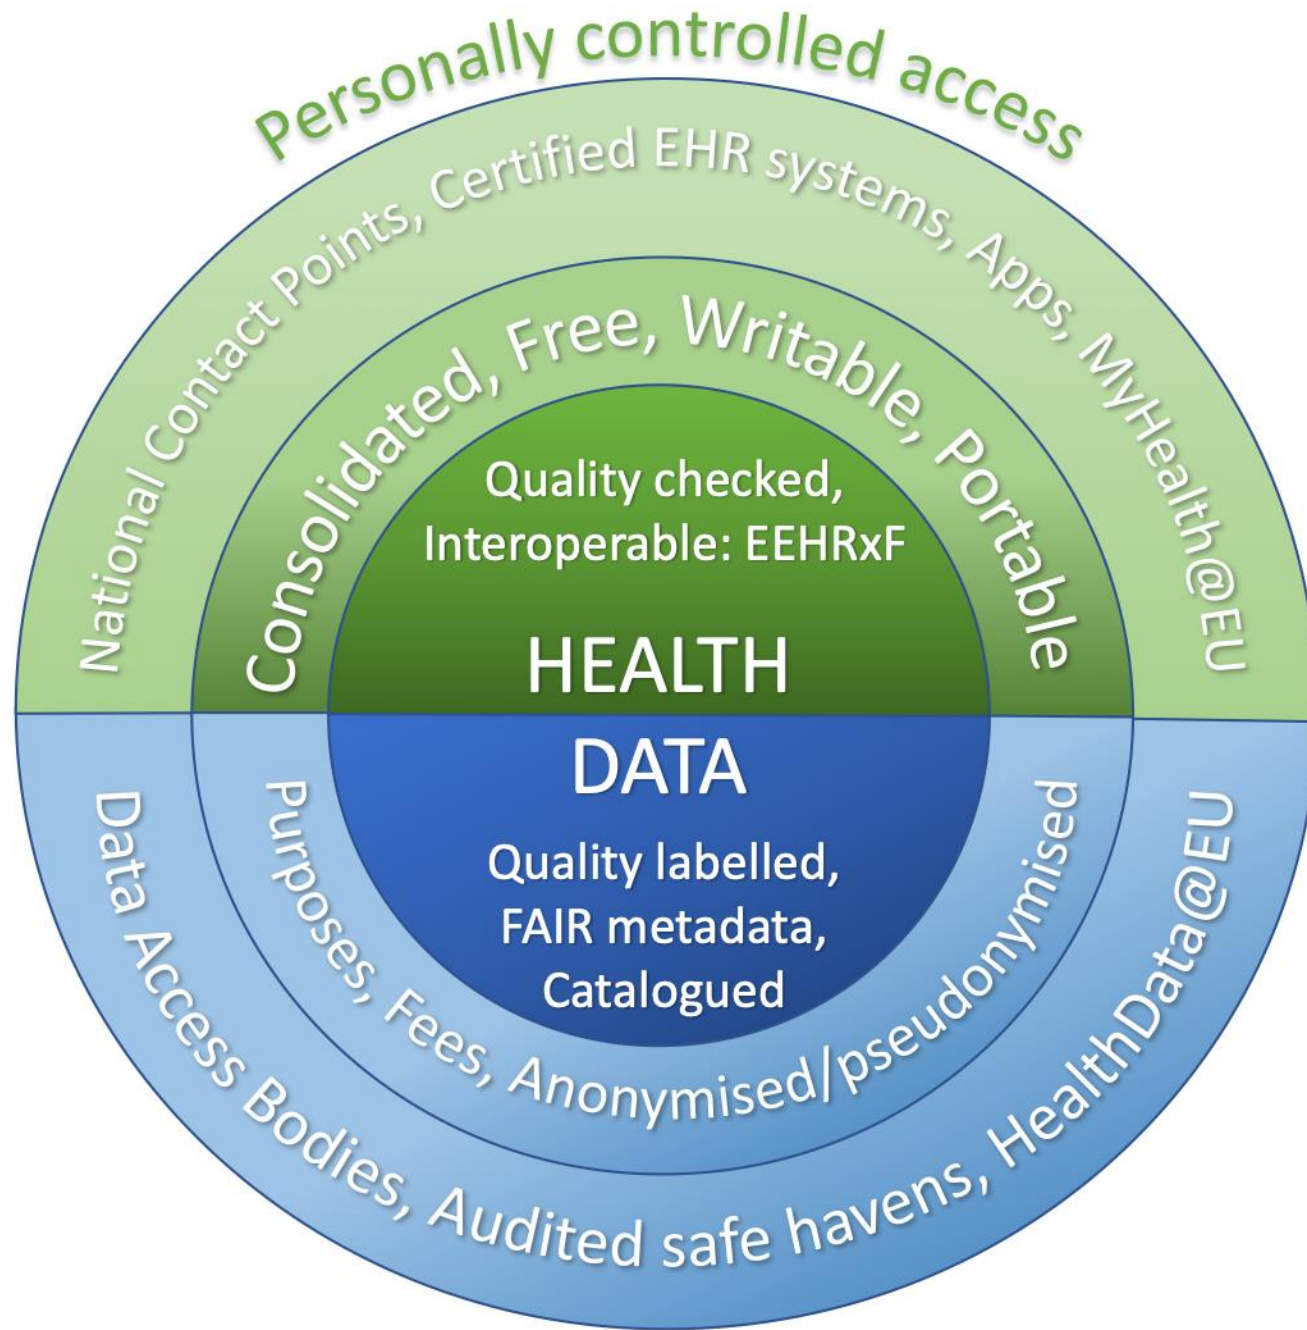 Personally controlled access
National Contact Points, Certified EHR systems, Apps, MyHealth@EU
Consolidated, Free, Writable, Portable
Quality checked,
Interoperable: EEHRxF
HEALTH
DATA
Quality labelled,
FAIR metadata,
Catalogued
Purposes, Fees, Anonymised/pseudonymised
Data Access Bodies, Audited safe havens, HealthData@EU